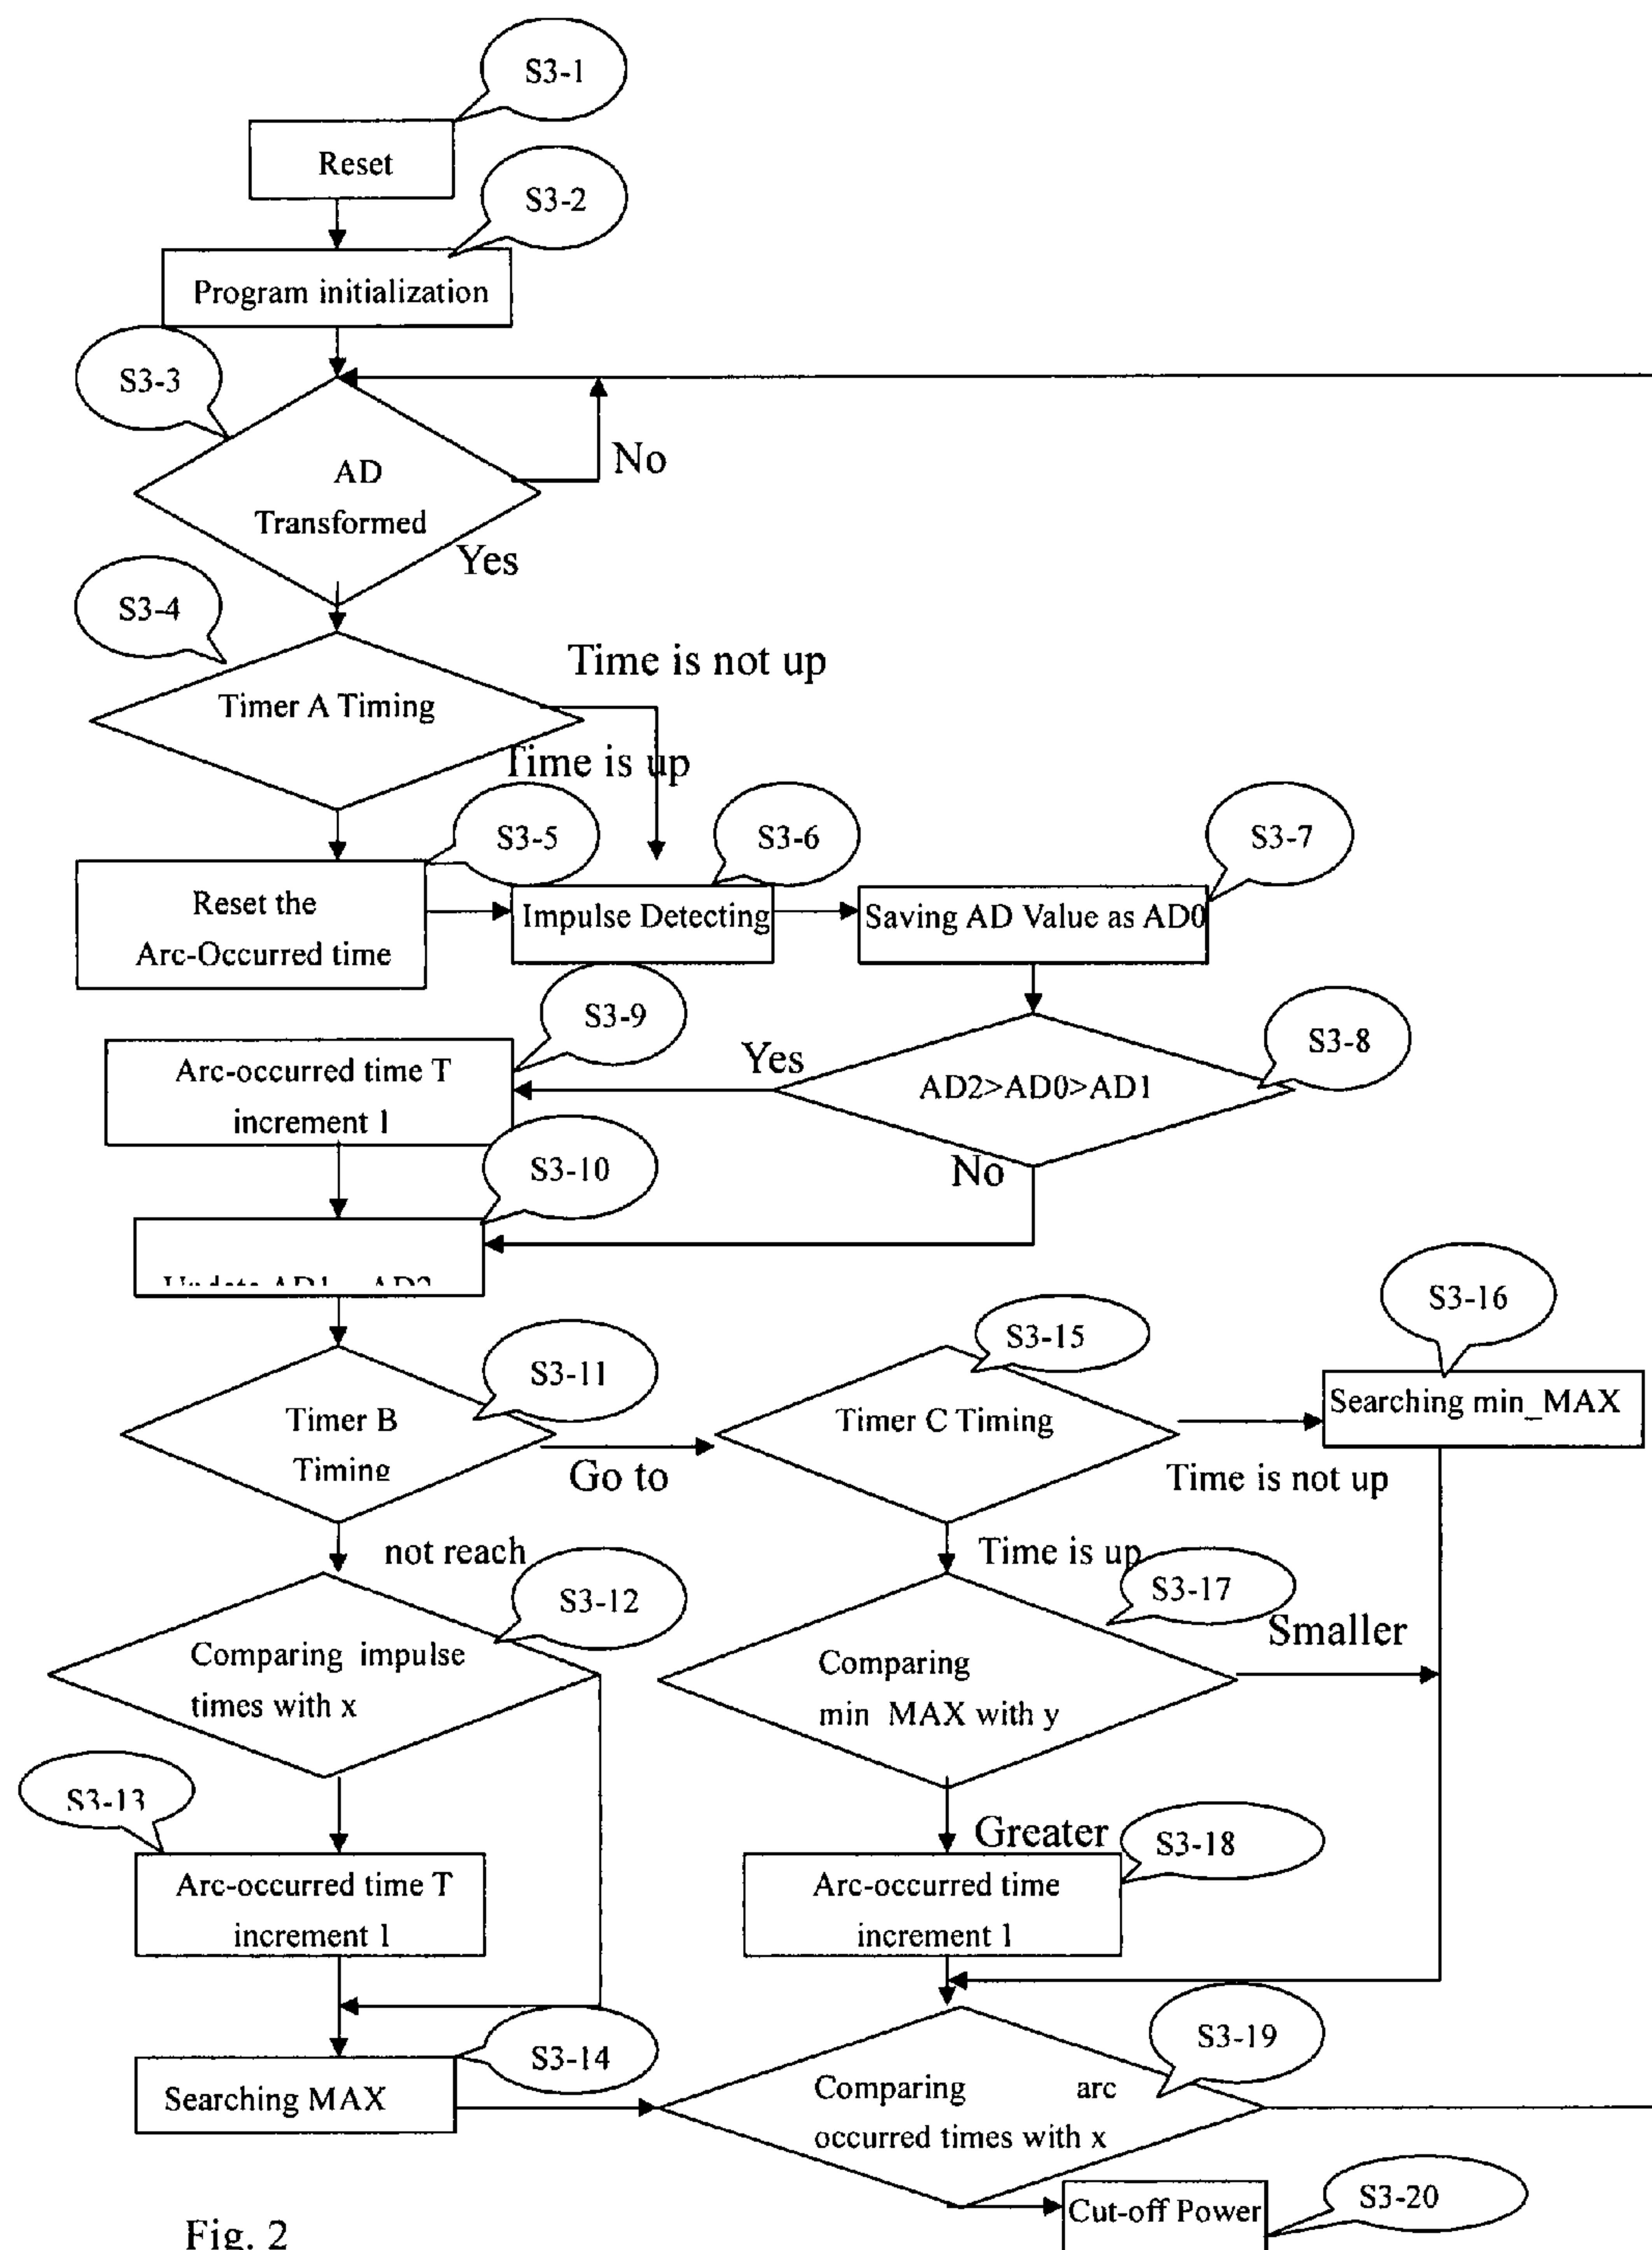 S3-1
Reset
S3-2
Program initialization
S3-3
AD
Transformed
No
Yes
S3-4
Timer A Timing
Time is not up
Time is up
S3-5
S3-6
S3-7
Reset the
Arc-Occurred time
Impulse Detecting
Saving AD Value as AD0
S3-9
S3-8
Arc-occurred time T
increment 1
Yes
AD2>AD0>AD1
S3-10
No
S3-16
S3-15
S3-11
Searching min_MAX
Timer B
Timing
Timer C Timing
Go to
Time is not up
not reach
Time is up
S3-12
S3-17
Smaller
Comparing impulse
times with x
Comparing
min MAX with y
S3-13
Greater
S3-18
Arc-occurred time T
increment 1
Arc-occurred time
increment 1
S3-14
S3-19
Searching MAX
Comparing arc
occurred times with x
S3-20
Cut-off Power
Fig. 2